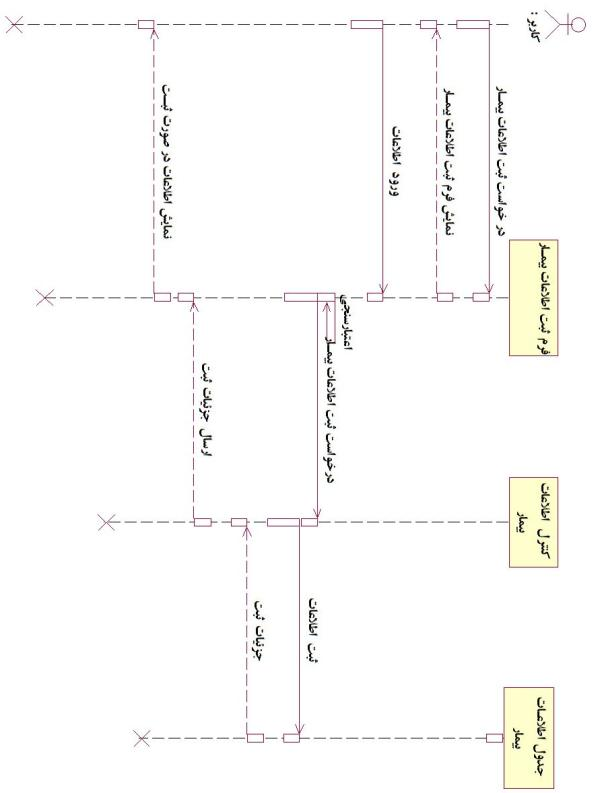 کاربر :
فرم ثبت اطلاعات بیمار
کنترل اطلاعات
بیمار
جدول اطلاعات
بیمار
در خواست ثبت اطلاعات بیمار
نمایش فرم ثبت اطلاعات بیمار
ورود اطلاعات
اعتبارسنجی
درخواست ثبت اطلاعات بیمار
ثبت اطلاعات
جزئیات ثبت
ارسال جزئیات ثبت
نمایش اطلاعات در صورت ثبت